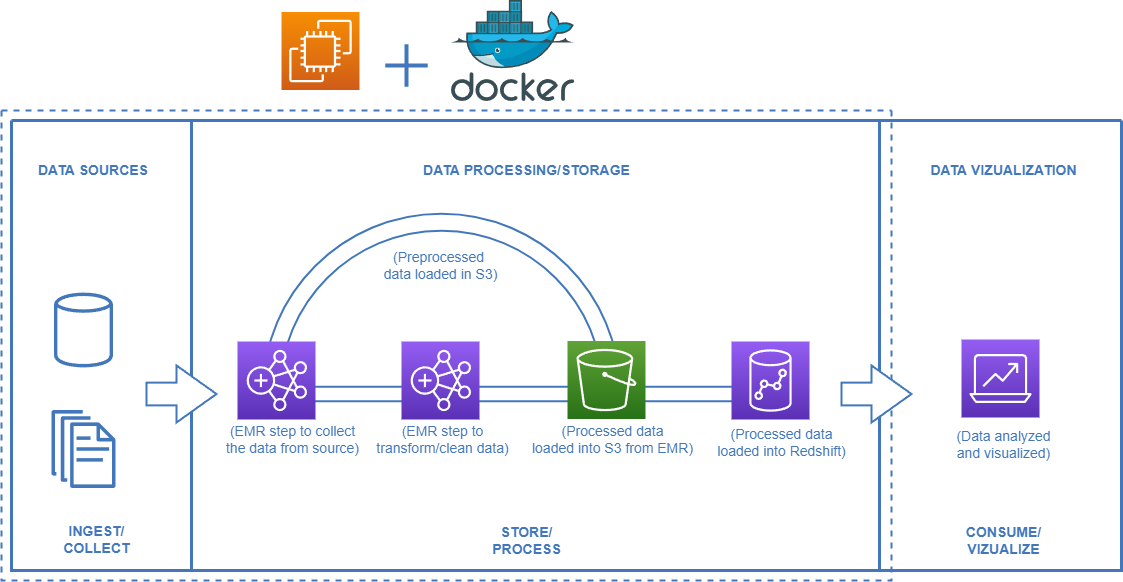 docker
DATA SOURCES
DATA PROCESSING/STORAGE
DATA VIZUALIZATION
(Preprocessed
data loaded in S3)
(EMR step to collect
the data from source)
(EMR step to
transform/clean data)
(Processed data
loaded into S3 from EMR)
(Processed data
loaded into Redshift)
(Data analyzed
and visualized)
INGEST/
COLLECT
STORE/
PROCESS
CONSUME/
VIZUALIZE